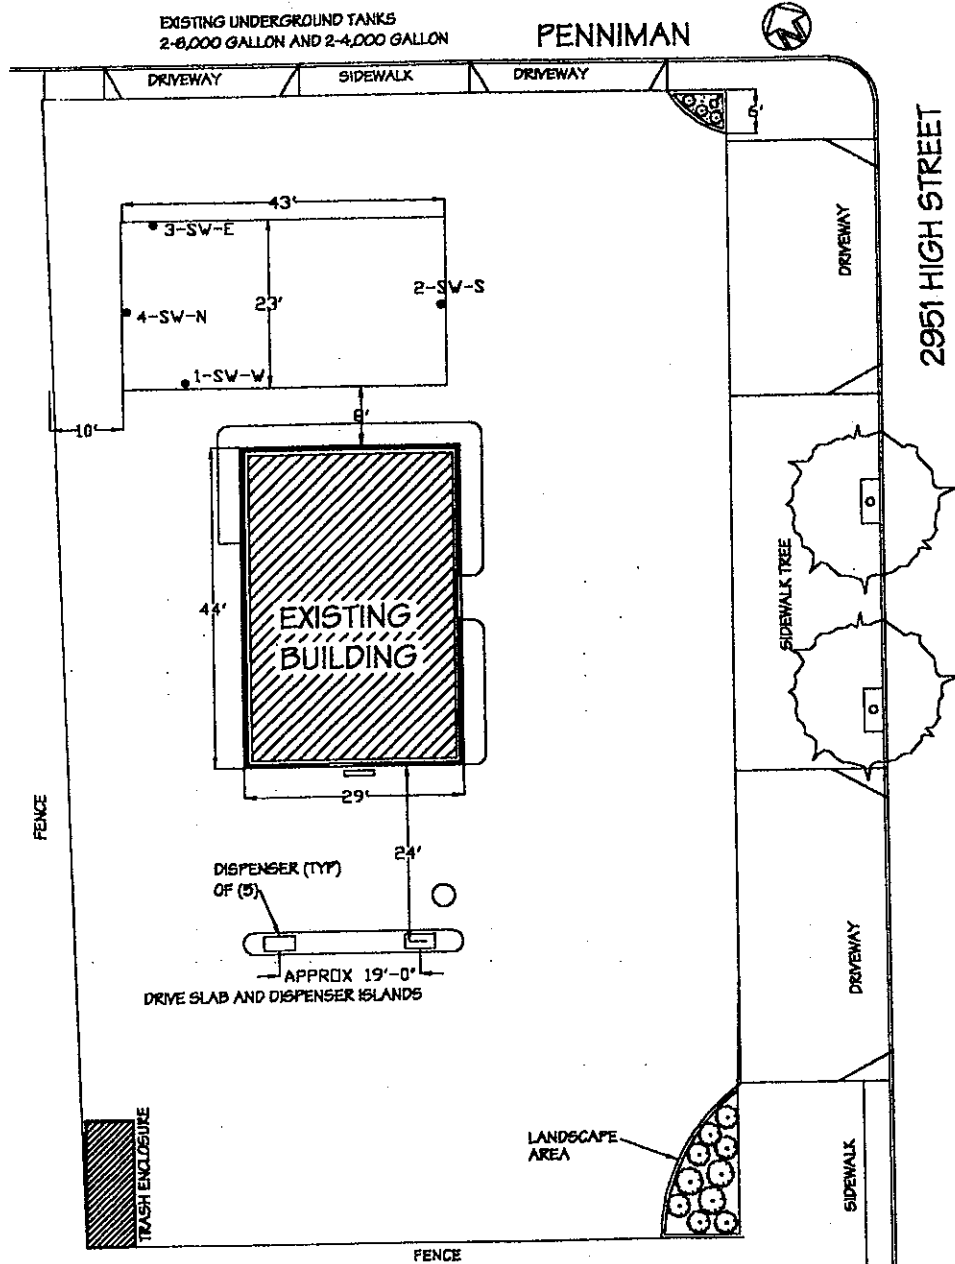 EXISTING UNDERGROUND TANKS
2-6,000 GALLON AND 2-4,000 GALLON
PENNIMAN
N
DRIVEWAY
SIDEWALK
DRIVEWAY
6'
2951 HIGH STREET
43'
3-SW-E
DRIVEWAY
23'
2-SW-S
4-SW-N
1-SW-W
8'
10'
44'
EXISTING
BUILDING
SIDEWALK TREE
29'
FENCE
24'
DISPENSER (TYP)
OF (5)
APPROX 19'-0"
DRIVE SLAB AND DISPENSER ISLANDS
DRIVEWAY
TRASH ENCLOSURE
LANDSCAPE
AREA
SIDEWALK
FENCE